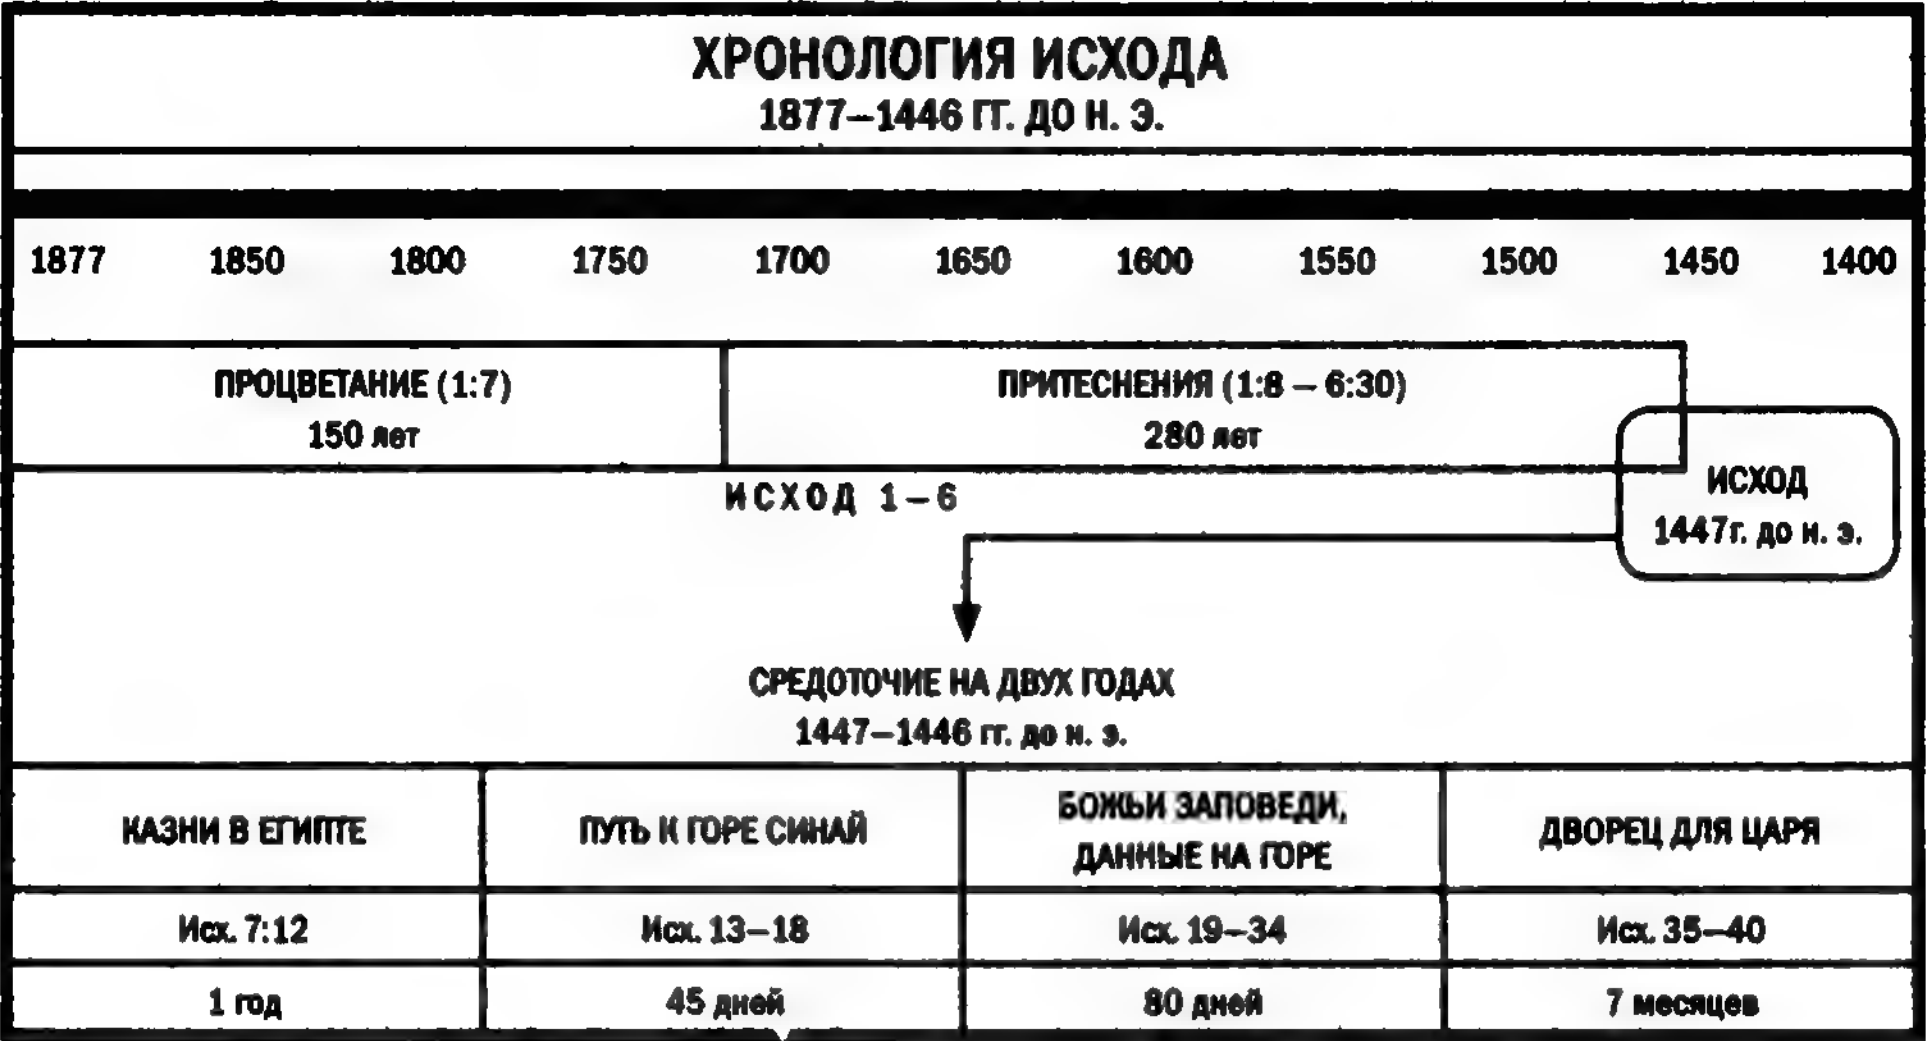 ХРОНОЛОГИЯ ИСХОДА
1877–1446 ГГ. ДО Н. Э.
1877 1850 1800 1750 1700 1650 1600 1550 1500 1450 1400
ПРОЦВЕТАНИЕ (1:7)
150 лет
ПРИТЕСНЕНИЯ (1:8 – 6:30)
280 лет
ИСХОД 1–6
ИСХОД
1447г. до н. э.
СРЕДОТОЧИЕ НА ДВУХ ГОДАХ
1447–1446 гг. до н. э.
КАЗНИ В ЕГИПТЕ
ПУТЬ К ГОРЕ СИНАЙ
БОЖЬИ ЗАПОВЕДИ,
ДАННЫЕ НА ГОРЕ
ДВОРЕЦ ДЛЯ ЦАРЯ
Исх. 7:12
Исх. 13–18
Исх. 19–34
Исх. 35–40
1 год
45 дней
80 дней
7 месяцев